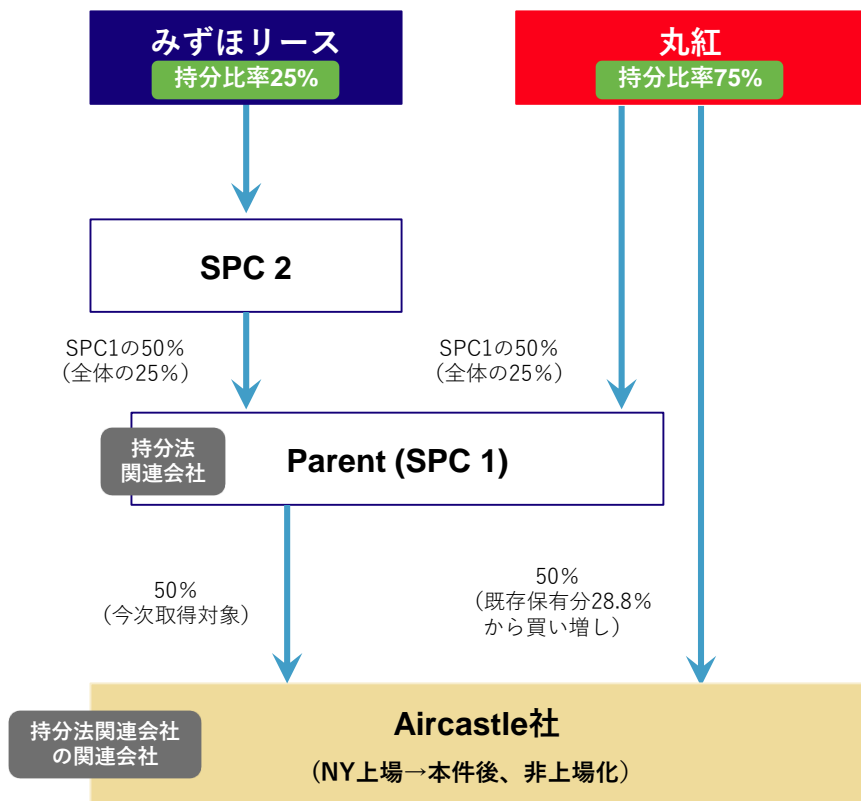 みずほリース
持分比率25%
丸紅
持分比率75%
SPC 2
SPC1の50%
（全体の25%）
SPC1の50%
（全体の25%）
持分法
関連会社
Parent (SPC 1)
50%
（今次取得対象）
50%
（既存保有分28.8%
から買い増し）
持分法関連会社
の関連会社
Aircastle社
（NY上場→本件後、非上場化）